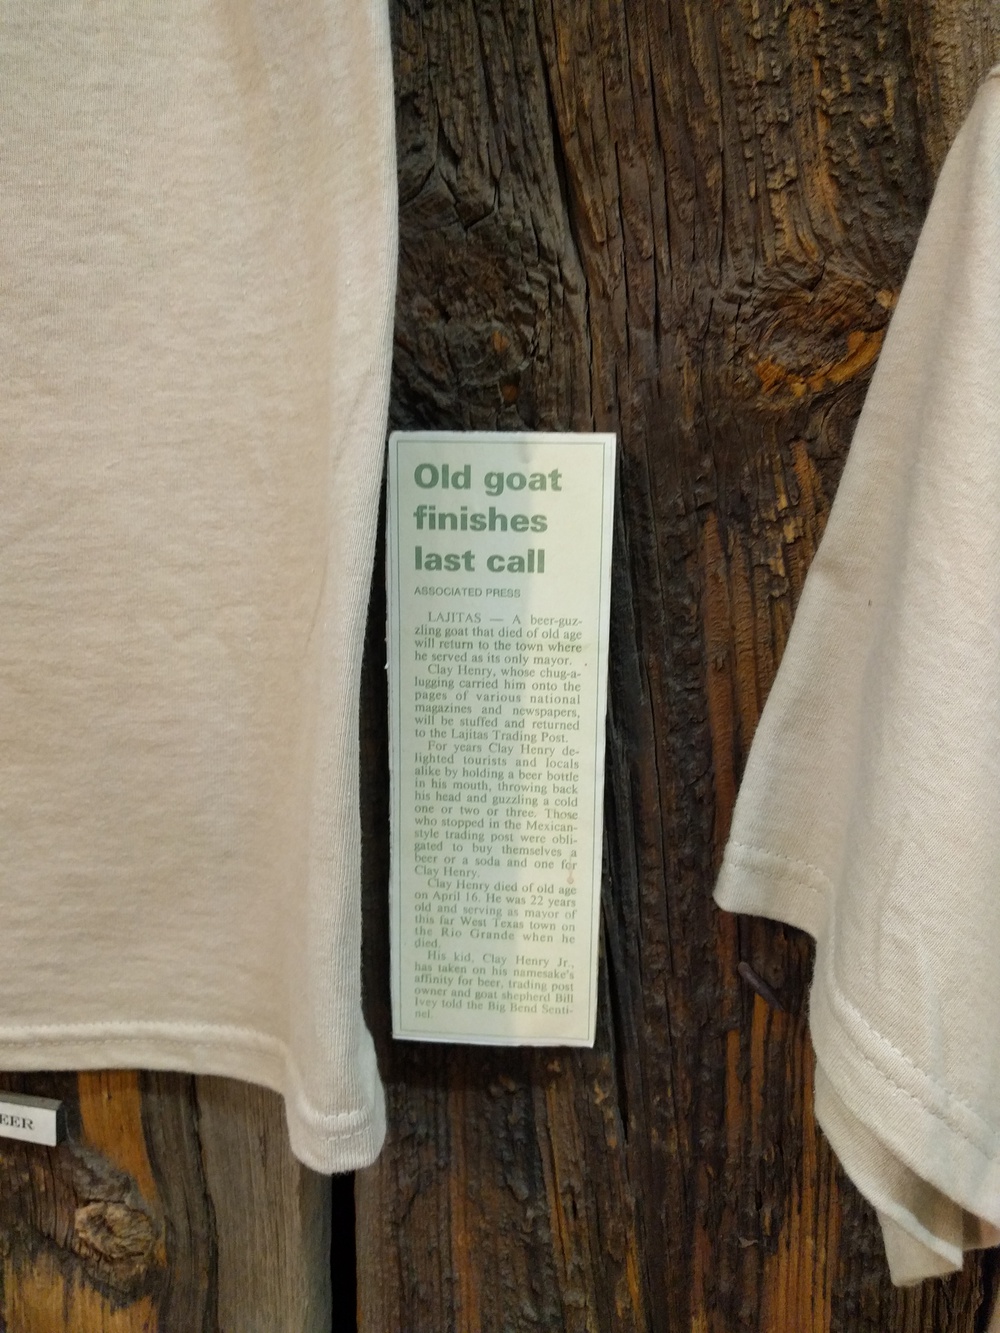 Old goat
finishes
last call
ASSOCIATED PRESS
LAJITAS — A beer-guz-
zling goat that died of old age
will return to the town where
he served as its only mayor.
Clay Henry, whose chug-a-
lugging carried him onto the
pages of various national
magazines and newspapers,
will be stuffed and returned
to the Lajitas Trading Post.
For years Clay Henry de-
lighted tourists and locals
alike by holding a beer bottle
in his mouth, throwing back
his head and guzzling a cold
one or two or three. Those
who stopped in the Mexican-
style trading post were obli-
gated to buy themselves a
beer or a soda and one for
Clay Henry.
Clay Henry died of old age
on April 16. He was 22 years
old and serving as mayor of
this far West Texas town on
the Rio Grande when he
died.
His kid, Clay Henry Jr.,
has taken on his namesake's
affinity for beer, trading post
owner and goat shepherd Bill
Ivey told the Big Bend Senti-
nel.
EER